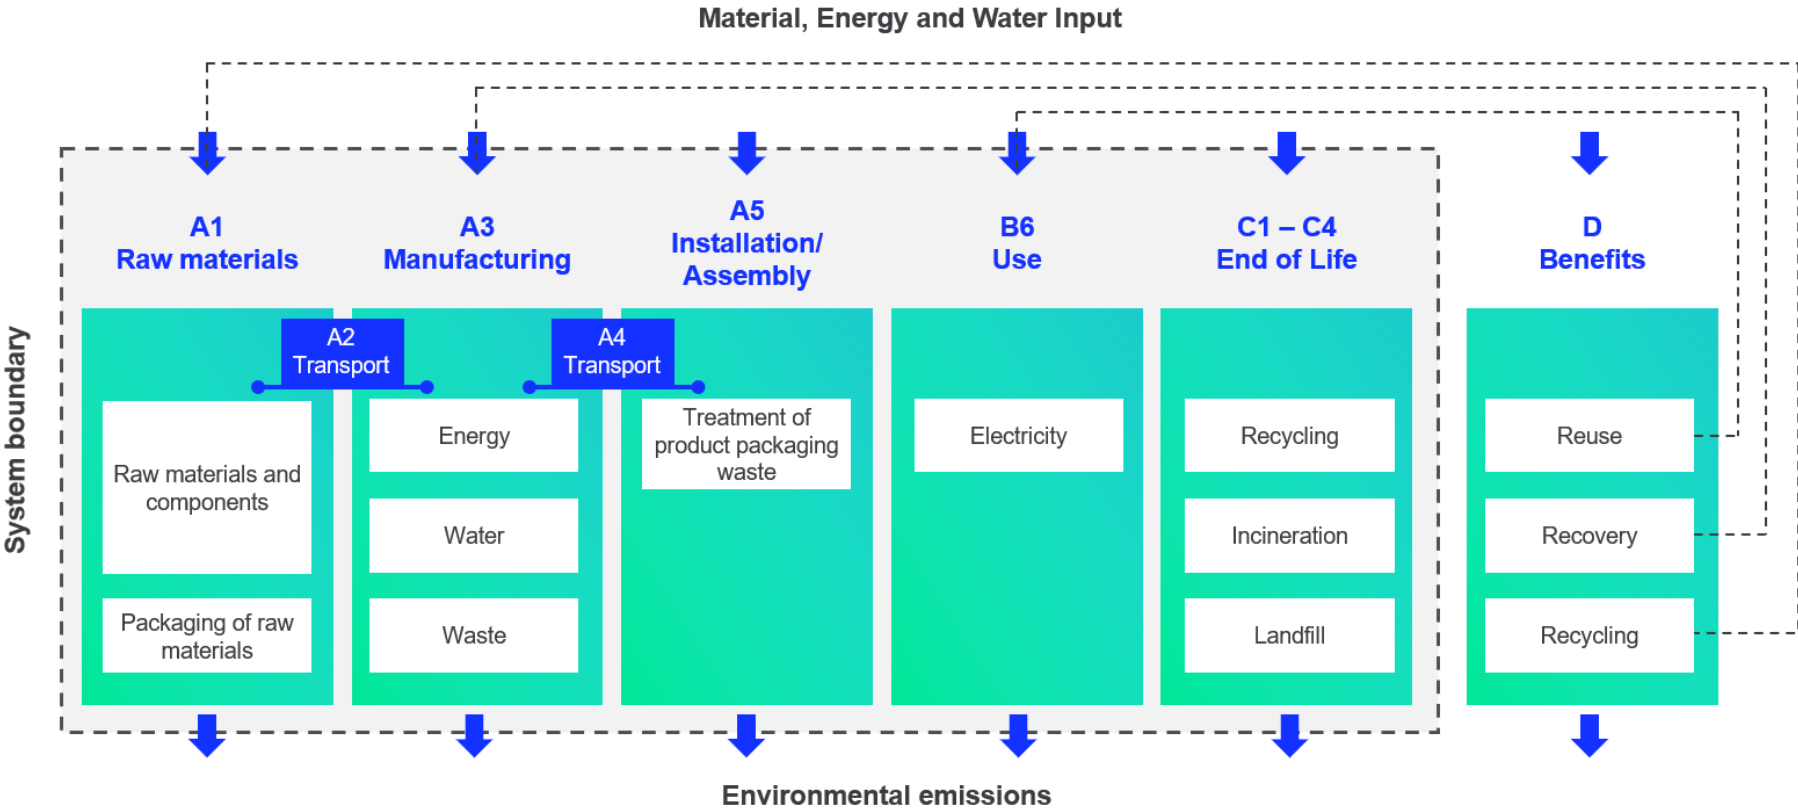 Material, Energy and Water Input
System boundary
A1
Raw materials
A3
Manufacturing
A5
Installation/
Assembly
B6
Use
C1 – C4
End of Life
D
Benefits
A2
Transport
A4
Transport
Raw materials and
components
Packaging of raw
materials
Energy
Water
Waste
Treatment of
product packaging
waste
Electricity
Recycling
Incineration
Landfill
Reuse
Recovery
Recycling
Environmental emissions